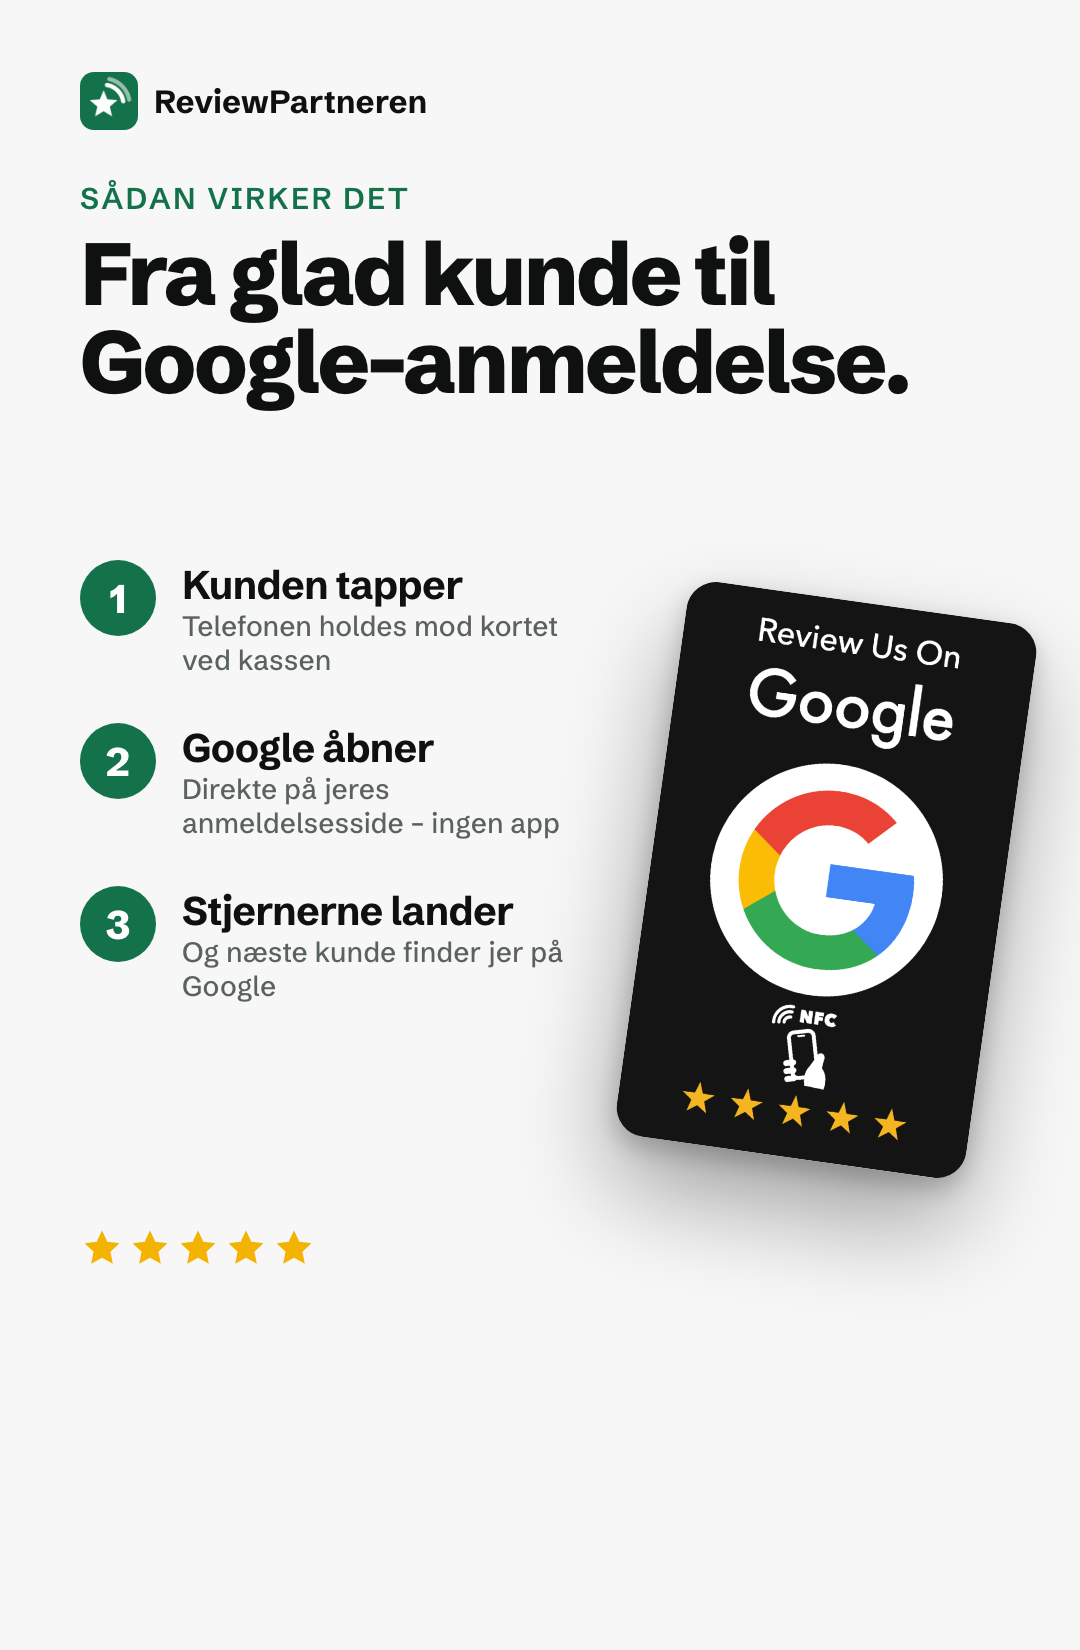 ReviewPartneren
SÅDAN VIRKER DET
Fra glad kunde til
Google-anmeldelse.
1
Kunden tapper
Telefonen holdes mod kortet
ved kassen
2
Google åbner
Direkte på jeres
anmeldelsesside – ingen app
3
Stjernerne lander
Og næste kunde finder jer på
Google
Review Us On
Google
G
NFC